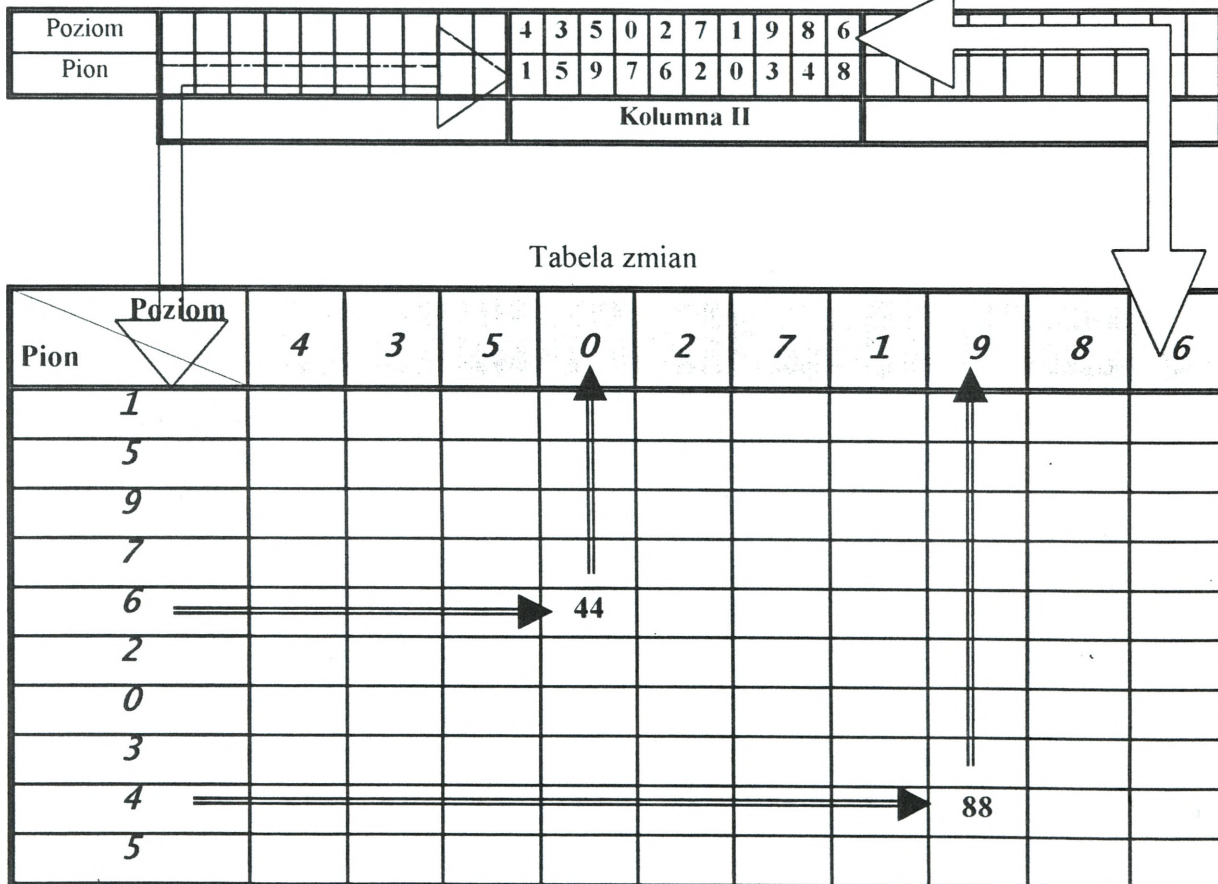 Poziom 4 3 5 0 2 7 1 9 8 6
Pion 1 5 9 7 6 2 0 3 4 8
Kolumna II
Tabela zmian
Poziom
Pion 4 3 5 0 2 7 1 9 8 6
1
5
9
7
6 44
2
0
3
4 88
5